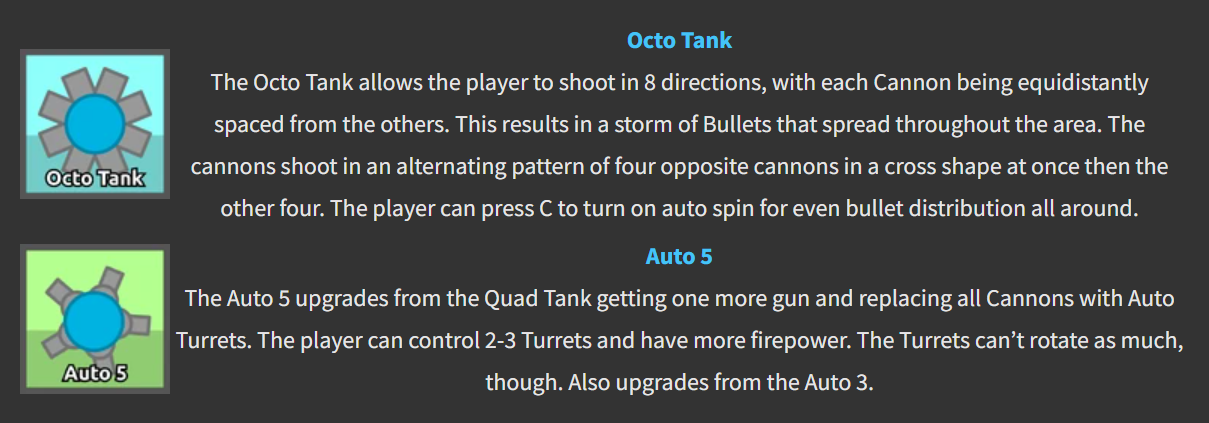 Octo Tank
The Octo Tank allows the player to shoot in 8 directions, with each Cannon being equidistantly
spaced from the others. This results in a storm of Bullets that spread throughout the area. The
cannons shoot in an alternating pattern of four opposite cannons in a cross shape at once then the
other four. The player can press C to turn on auto spin for even bullet distribution all around.
Octo Tank
Auto 5
The Auto 5 upgrades from the Quad Tank getting one more gun and replacing all Cannons with Auto
Turrets. The player can control 2-3 Turrets and have more firepower. The Turrets can’t rotate as much,
though. Also upgrades from the Auto 3.
Auto 5